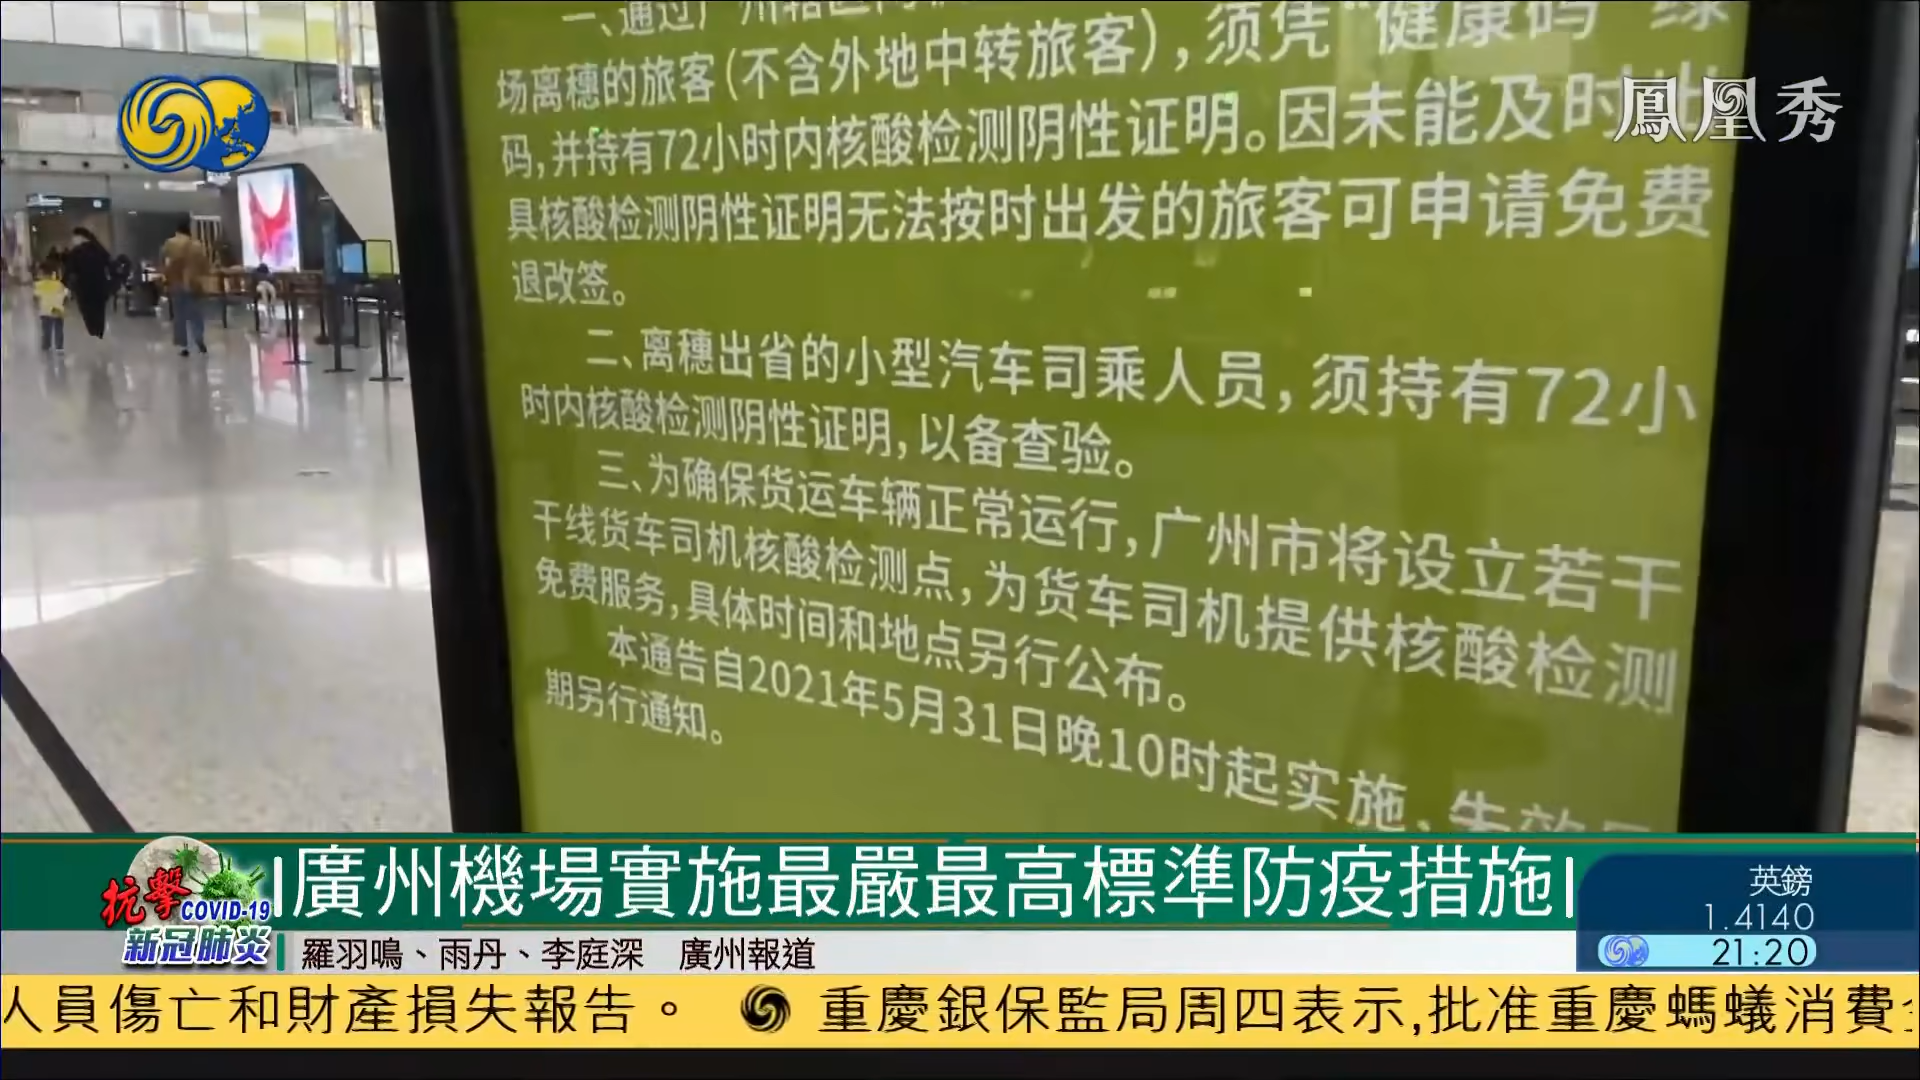 一、通过广州辖区内
场离穗的旅客(不含外地中转旅客),须凭"健康码"绿
码,并持有72小时内核酸检测阴性证明。因未能及时出
具核酸检测阴性证明无法按时出发的旅客可申请免费
退改签。
二、离穗出省的小型汽车司乘人员,须持有72小
时内核酸检测阴性证明,以备查验。
三、为确保货运车辆正常运行,广州市将设立若干
干线货车司机核酸检测点,为货车司机提供核酸检测
免费服务,具体时间和地点另行公布。
本通告自2021年5月31日晚10时起实施、失效日
期另行通知。
鳳凰秀
抗擊
COVID-19
新冠肺炎
廣州機場實施最嚴最高標準防疫措施
羅羽鳴、雨丹、李庭深 廣州報道
英鎊
1.4140
21:20
人員傷亡和財產損失報告。 重慶銀保監局周四表示,批准重慶螞蟻消費